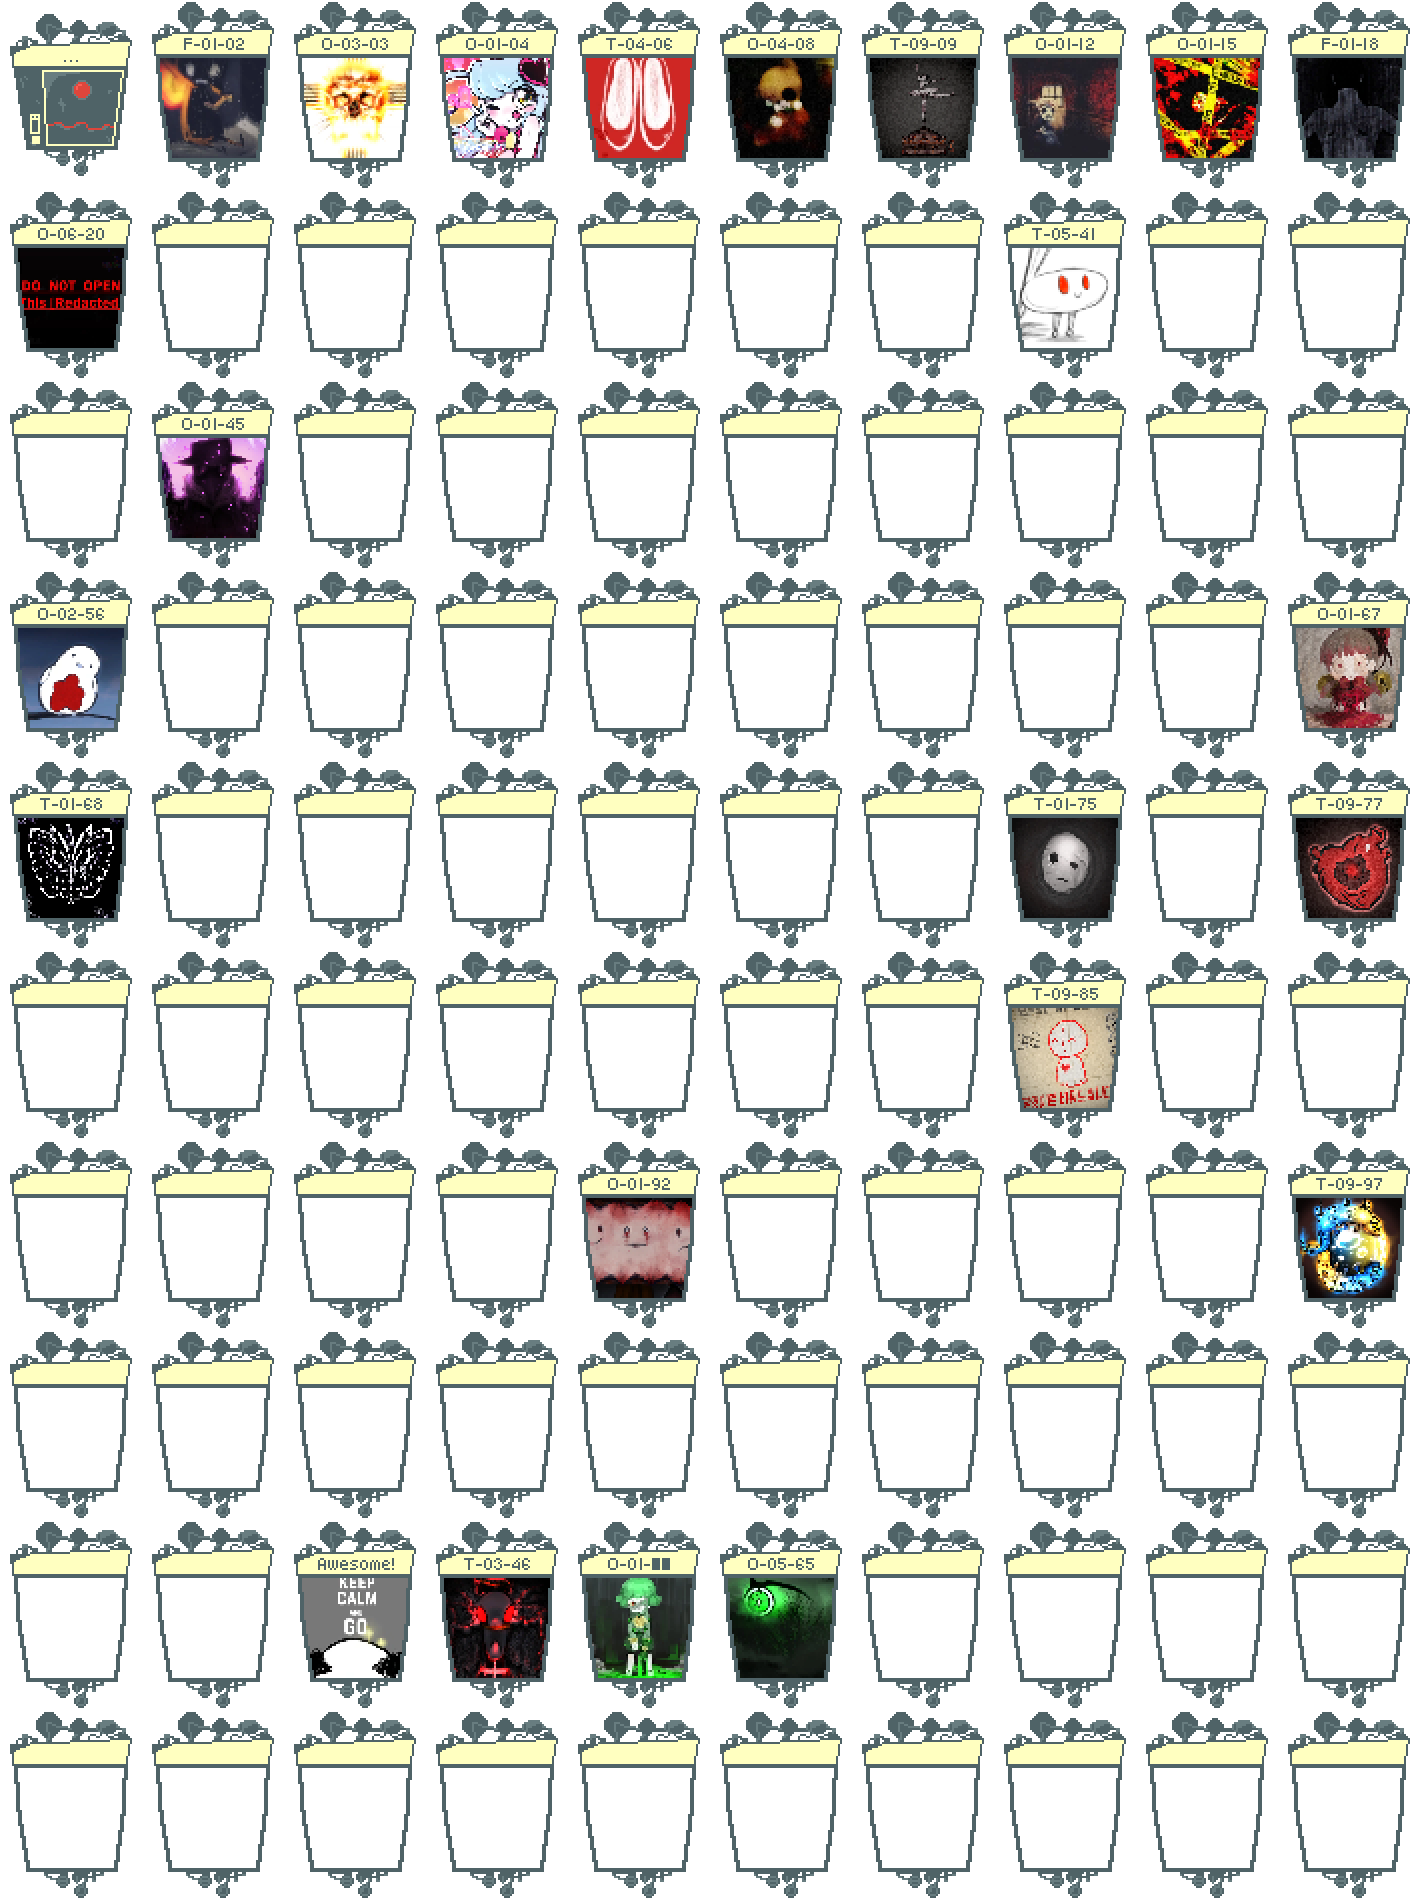 ...
F-01-02
O-03-03
O-01-04
T-04-06
O-04-08
T-09-09
O-01-12
O-01-15
F-01-18
O-06-20
DO NOT OPEN
This | Redacted
T-05-41
O-01-45
O-02-56
O-01-67
T-01-68
T-01-75
T-09-77
T-09-85
O-01-92
T-09-97
Awesome!
KEEP
CALM
AND
GO
T-03-46
O-01-██
O-05-65